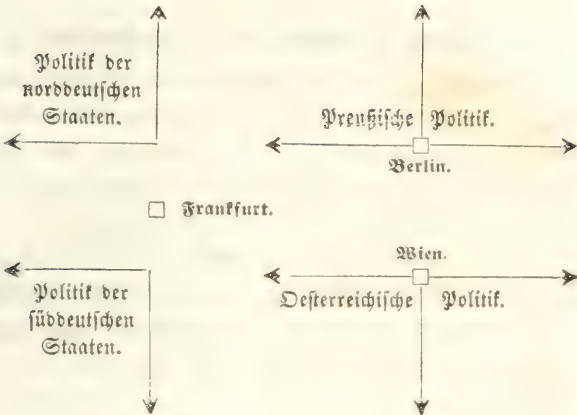 Politik der
norddeutschen
Staaten.
Preußische Politik.
Berlin.
Frankfurt.
Politik der
süddeutschen
Staaten.
Wien.
Oesterreichische Politik.